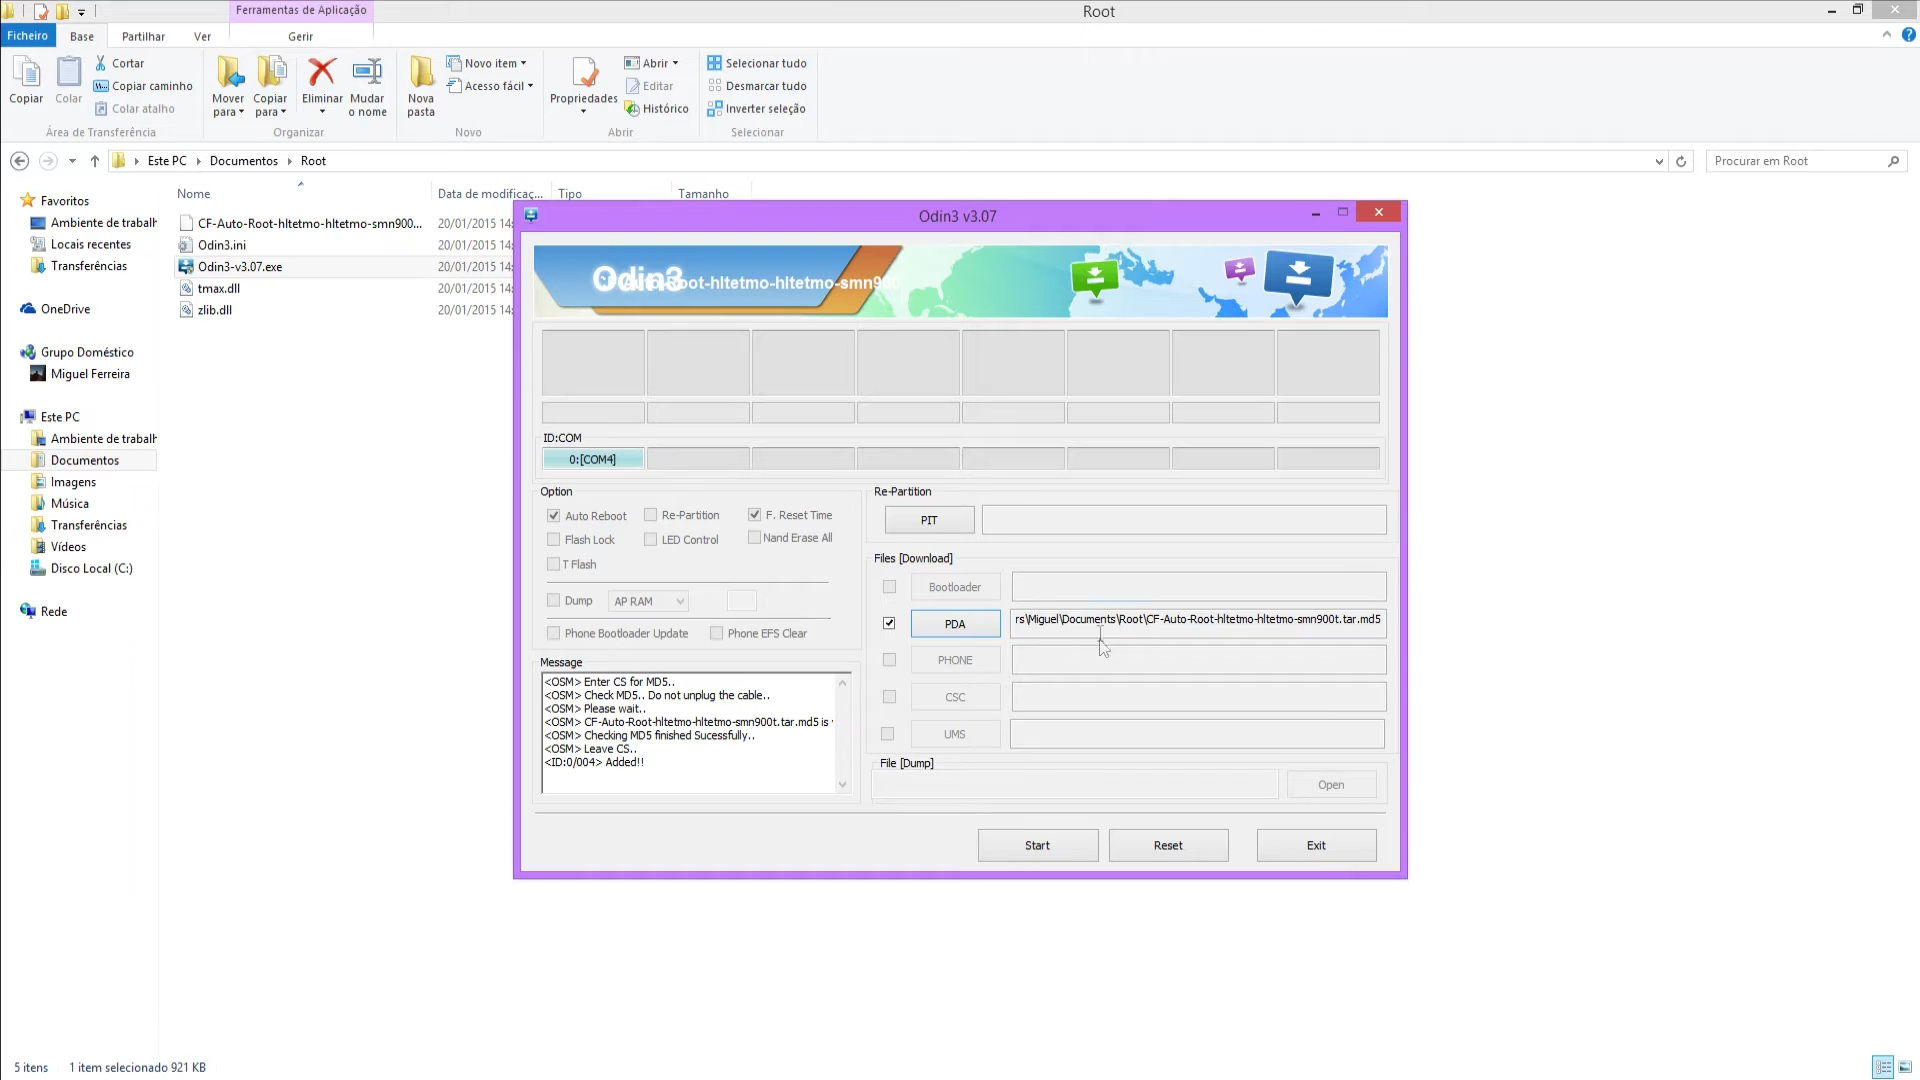 Ferramentas de Aplicação
Root
Ficheiro
Base
Partilhar
Ver
Gerir
Copiar
Colar
Cortar
Copiar caminho
Colar atalho
Área de Transferência
Mover para
Copiar para
Eliminar
Mudar o nome
Organizar
Nova pasta
Novo item
Acesso fácil
Novo
Propriedades
Abrir
Editar
Histórico
Abrir
Selecionar tudo
Desmarcar tudo
Inverter seleção
Selecionar
Este PC
Documentos
Root
Procurar em Root
Favoritos
Ambiente de trabalh
Locais recentes
Transferências
OneDrive
Grupo Doméstico
Miguel Ferreira
Este PC
Ambiente de trabalh
Documentos
Imagens
Música
Transferências
Vídeos
Disco Local (C:)
Rede
Nome
Data de modificaç...
Tipo
Tamanho
CF-Auto-Root-hltetmo-hltetmo-smn900...
20/01/2015 14:
Odin3.ini
20/01/2015 14:
Odin3-v3.07.exe
20/01/2015 14:
tmax.dll
20/01/2015 14:
zlib.dll
20/01/2015 14:
Odin3 v3.07
Odin3
CF-Auto-Root-hltetmo-hltetmo-smn900
ID:COM
0:[COM4]
Option
Auto Reboot
Re-Partition
F. Reset Time
Flash Lock
LED Control
Nand Erase All
T Flash
Dump
AP RAM
Phone Bootloader Update
Phone EFS Clear
Message
<OSM> Enter CS for MD5..
<OSM> Check MD5.. Do not unplug the cable..
<OSM> Please wait..
<OSM> CF-Auto-Root-hltetmo-hltetmo-smn900t.tar.md5 is
<OSM> Checking MD5 finished Sucessfully..
<OSM> Leave CS..
<ID:0/004> Added!!
Re-Partition
PIT
Files [Download]
Bootloader
PDA
rs\Miguel\Documents\Root\CF-Auto-Root-hltetmo-hltetmo-smn900t.tar.md5
PHONE
CSC
UMS
File [Dump]
Open
Start
Reset
Exit
5 itens
1 item selecionado 921 KB